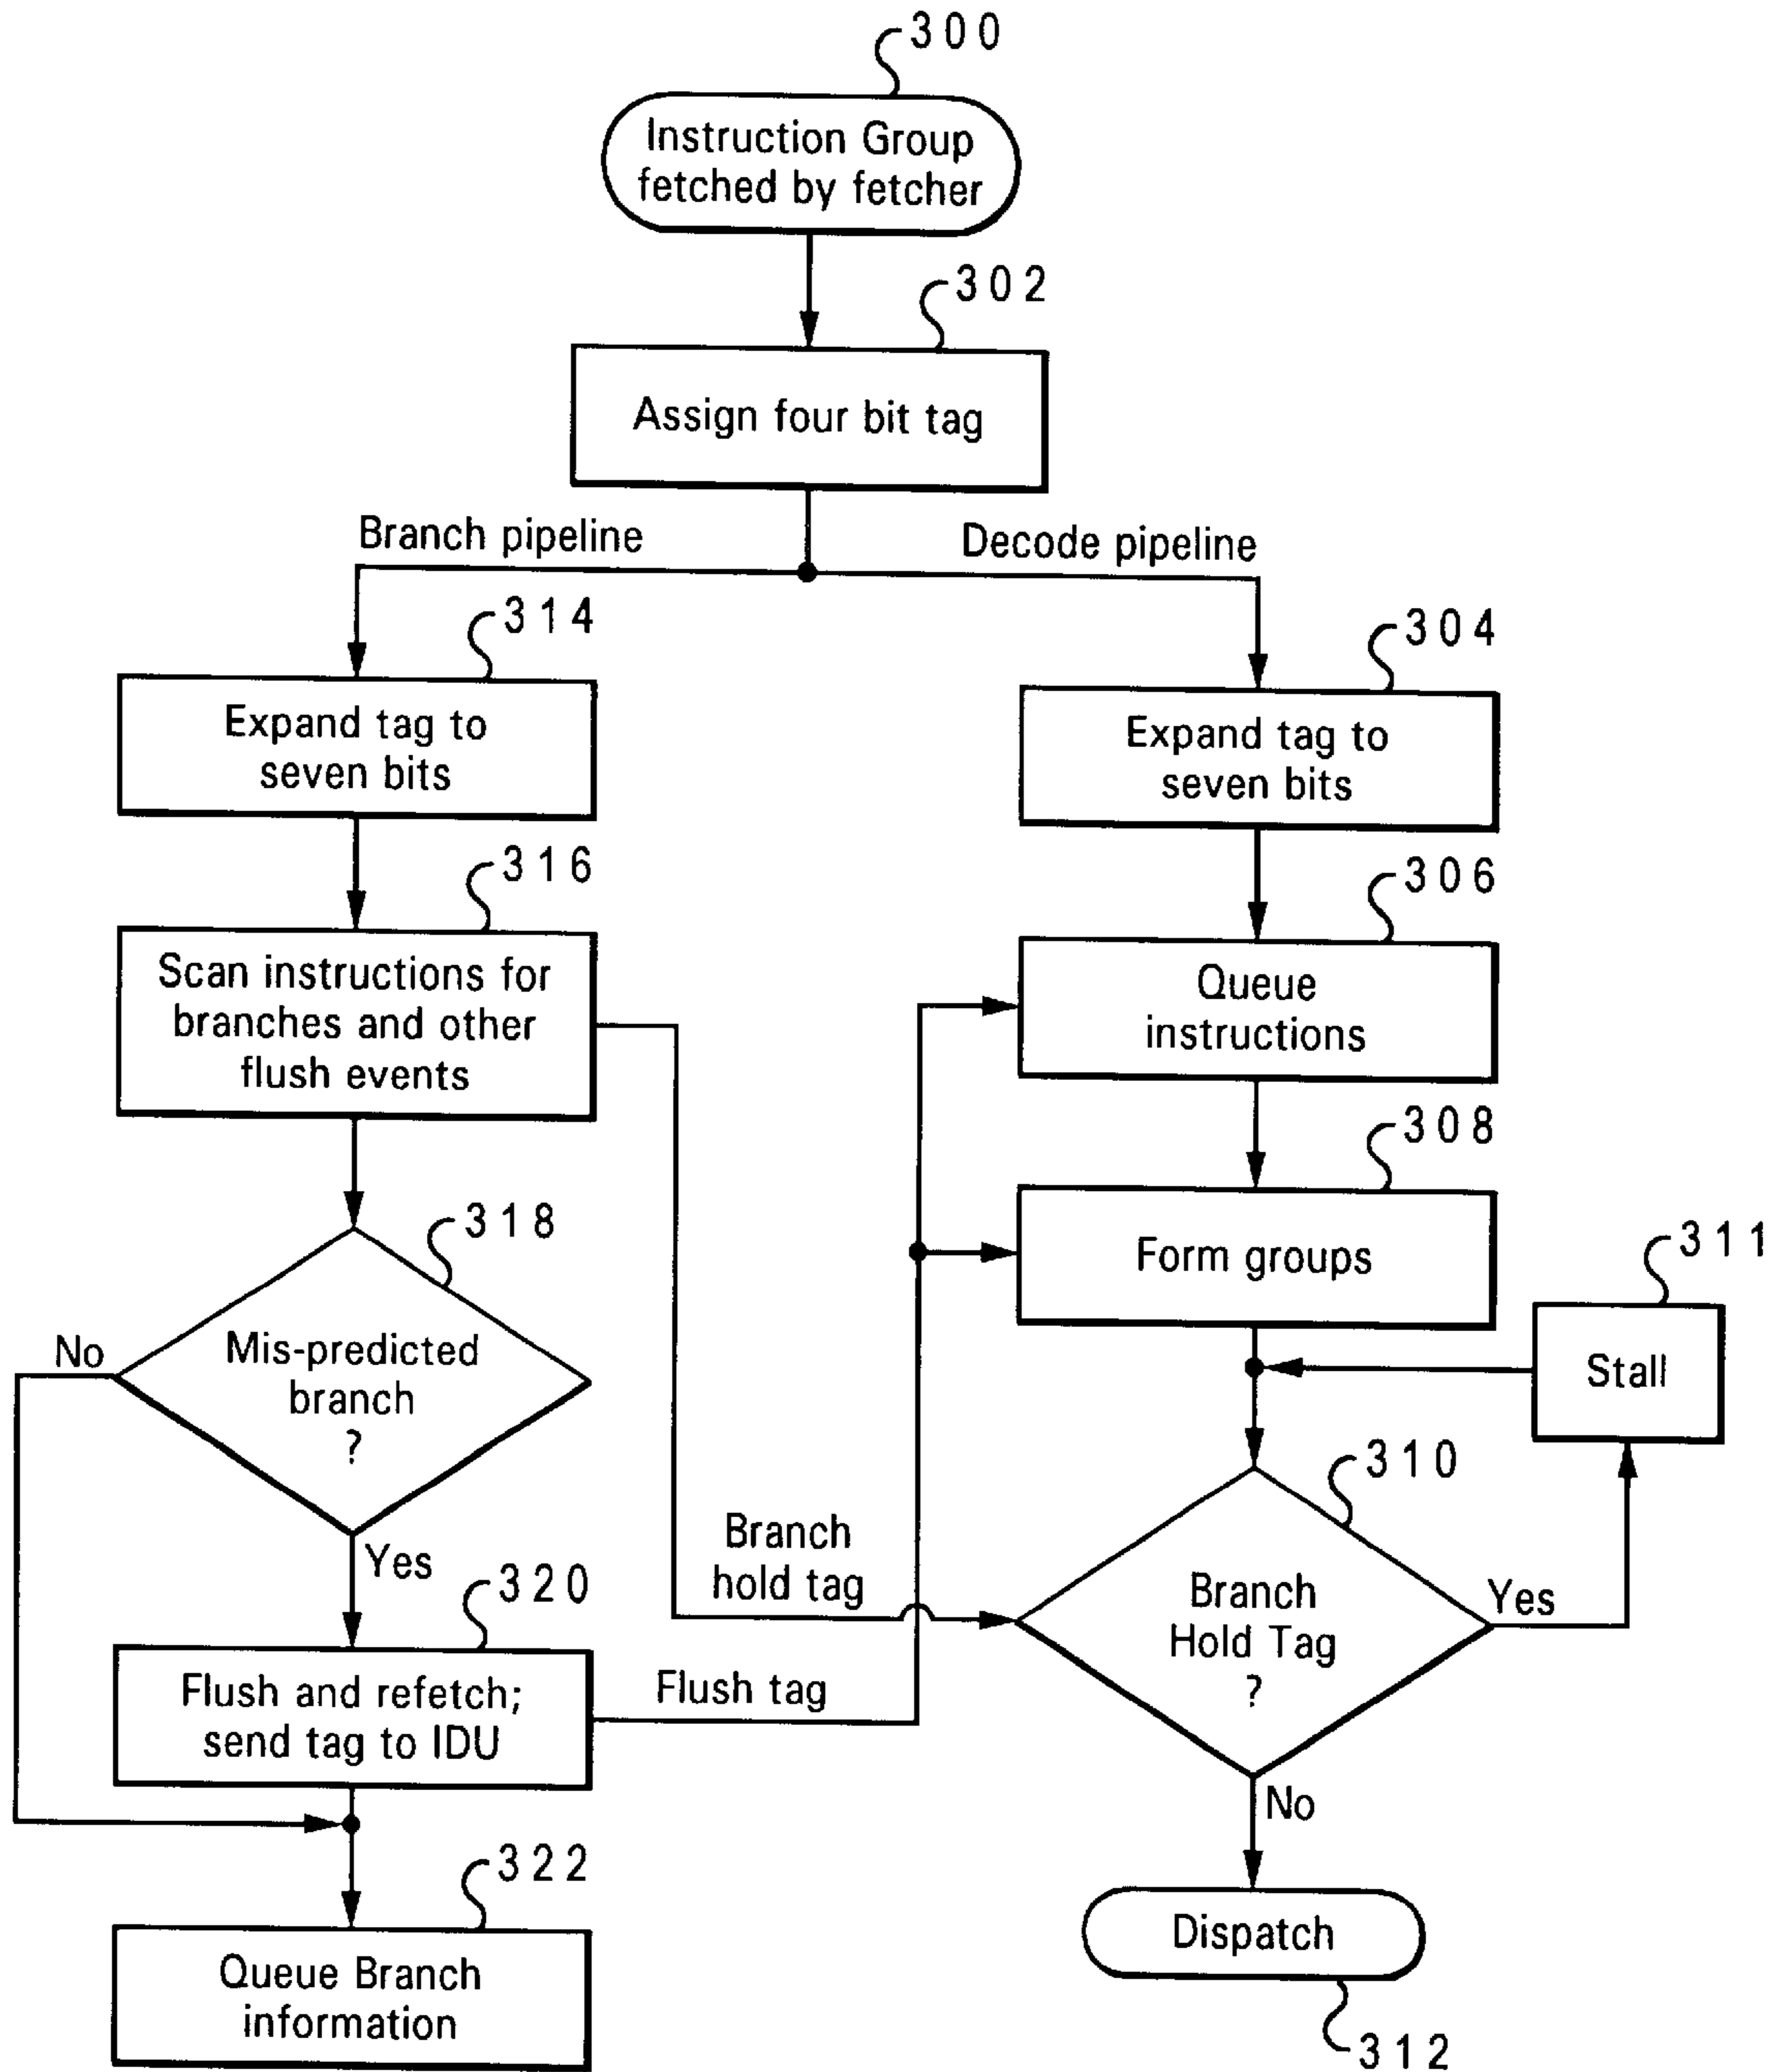 300
Instruction Group
fetched by fetcher
302
Assign four bit tag
Branch pipeline
Decode pipeline
314
Expand tag to
seven bits
304
Expand tag to
seven bits
316
Scan instructions for
branches and other
flush events
306
Queue
instructions
308
Form groups
311
Stall
318
Mis-predicted
branch
?
No
Yes
310
Branch
Hold Tag
?
Yes
No
Branch
hold tag
320
Flush and refetch;
send tag to IDU
Flush tag
322
Queue Branch
information
Dispatch
312